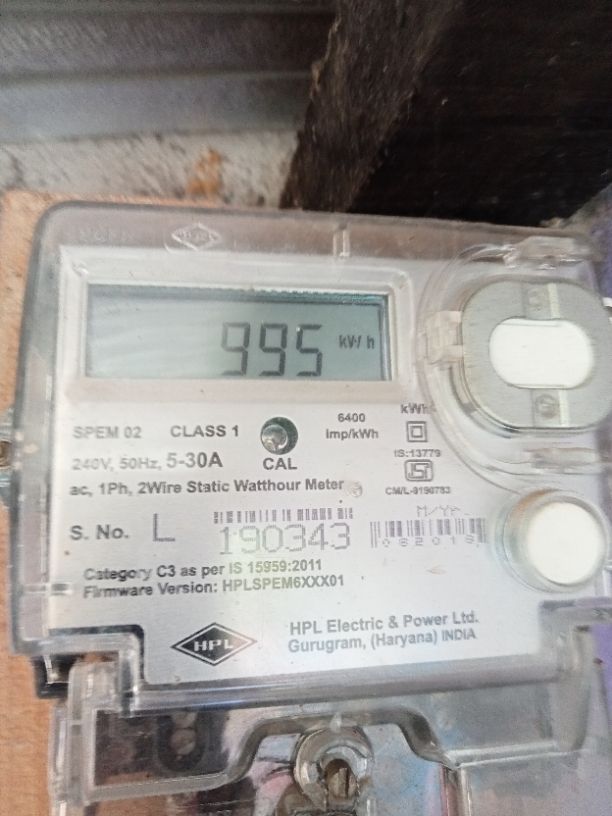 995 kWh
SPEM 02 CLASS 1
6400
imp/kWh
kWh
240V, 50Hz, 5-30A
CAL
IS:13779
ac, 1Ph, 2Wire Static Watthour Meter
CM/L-9190783
M/YR.
S. No. L 190343
082018
Category C3 as per IS 15959:2011
Firmware Version: HPLSPEM6XXX01
HPL
HPL Electric & Power Ltd.
Gurugram, (Haryana) INDIA